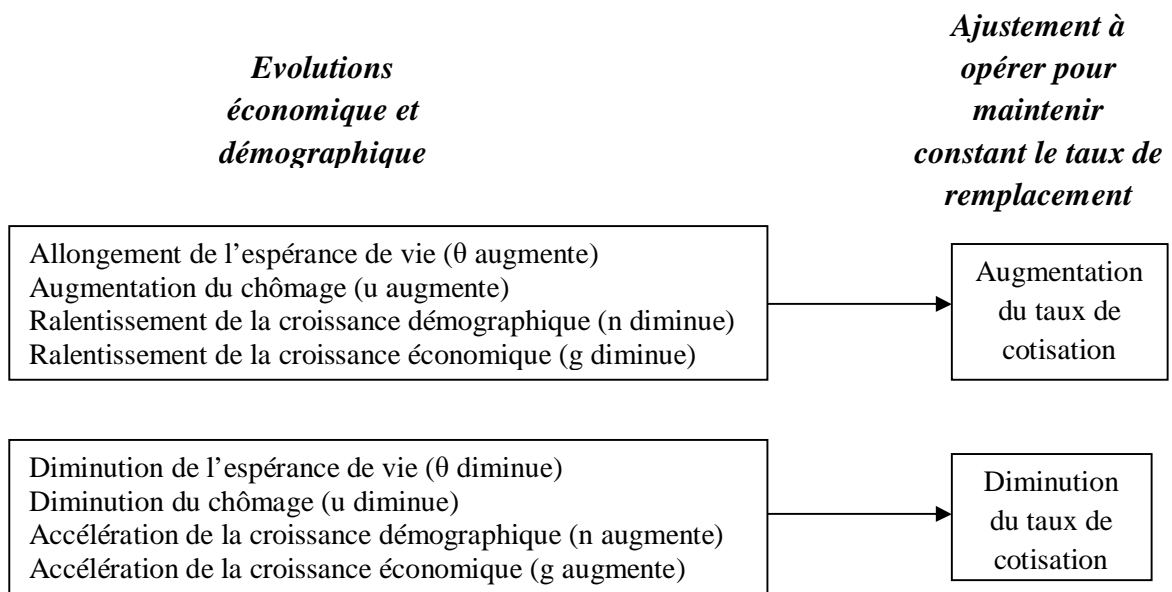 Evolutions
économique et
démographique
Ajustement à
opérer pour
maintenir
constant le taux de
remplacement
Allongement de l’espérance de vie (θ augmente)
Augmentation du chômage (u augmente)
Ralentissement de la croissance démographique (n diminue)
Ralentissement de la croissance économique (g diminue)
Augmentation
du taux de
cotisation
Diminution de l’espérance de vie (θ diminue)
Diminution du chômage (u diminue)
Accélération de la croissance démographique (n augmente)
Accélération de la croissance économique (g augmente)
Diminution
du taux de
cotisation